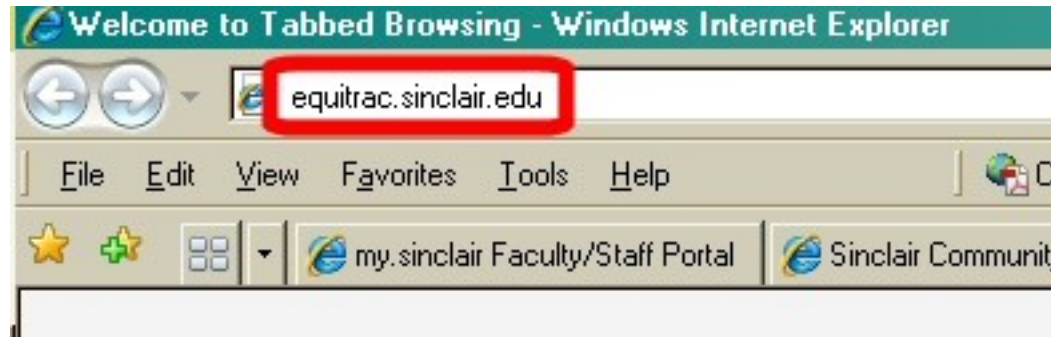 Welcome to Tabbed Browsing - Windows Internet Explorer
equitrac.sinclair.edu
File Edit View Favorites Tools Help
my.sinclair Faculty/Staff Portal Sinclair Communit